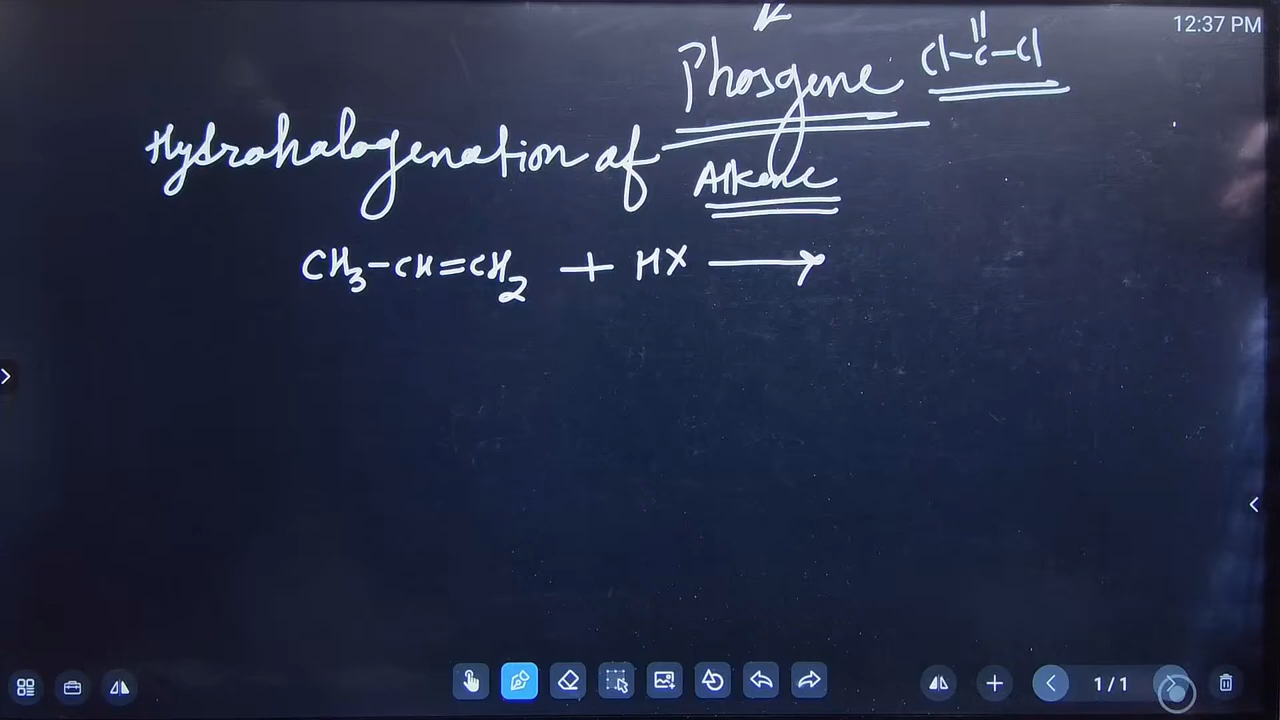 12:37 PM
Phosgene Cl-C-Cl
Hydrohalogenation of Alkene
CH₃-CH=CH₂ + HX ⟶
1/1